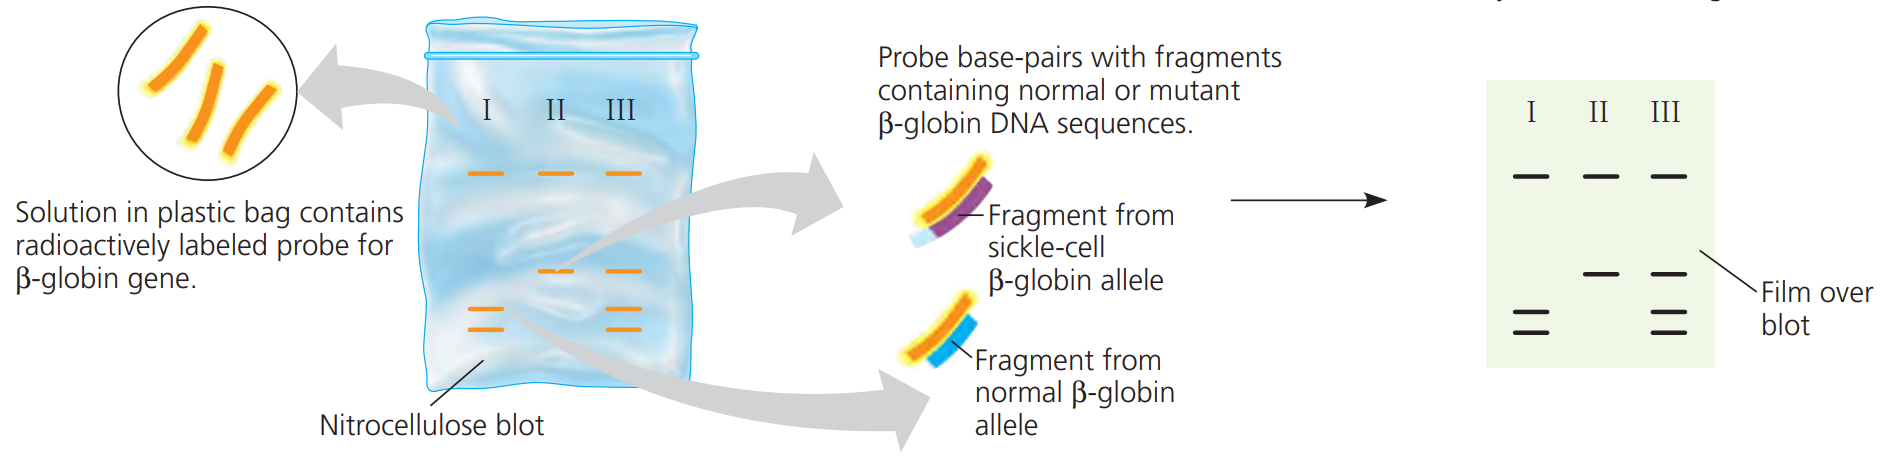 Solution in plastic bag contains
radioactively labeled probe for
β-globin gene.
I II III
Nitrocellulose blot
Probe base-pairs with fragments
containing normal or mutant
β-globin DNA sequences.
Fragment from
sickle-cell
β-globin allele
Fragment from
normal β-globin
allele
I II III
Film over
blot